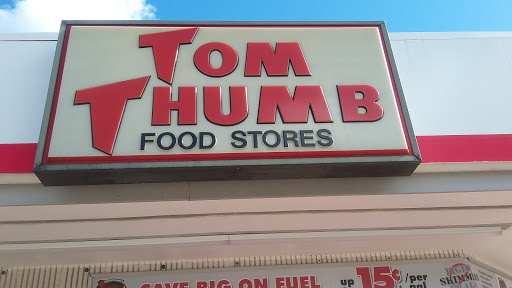 TOM
THUMB
FOOD STORES
SAVE BIG ON FUEL up 15¢/per
gal